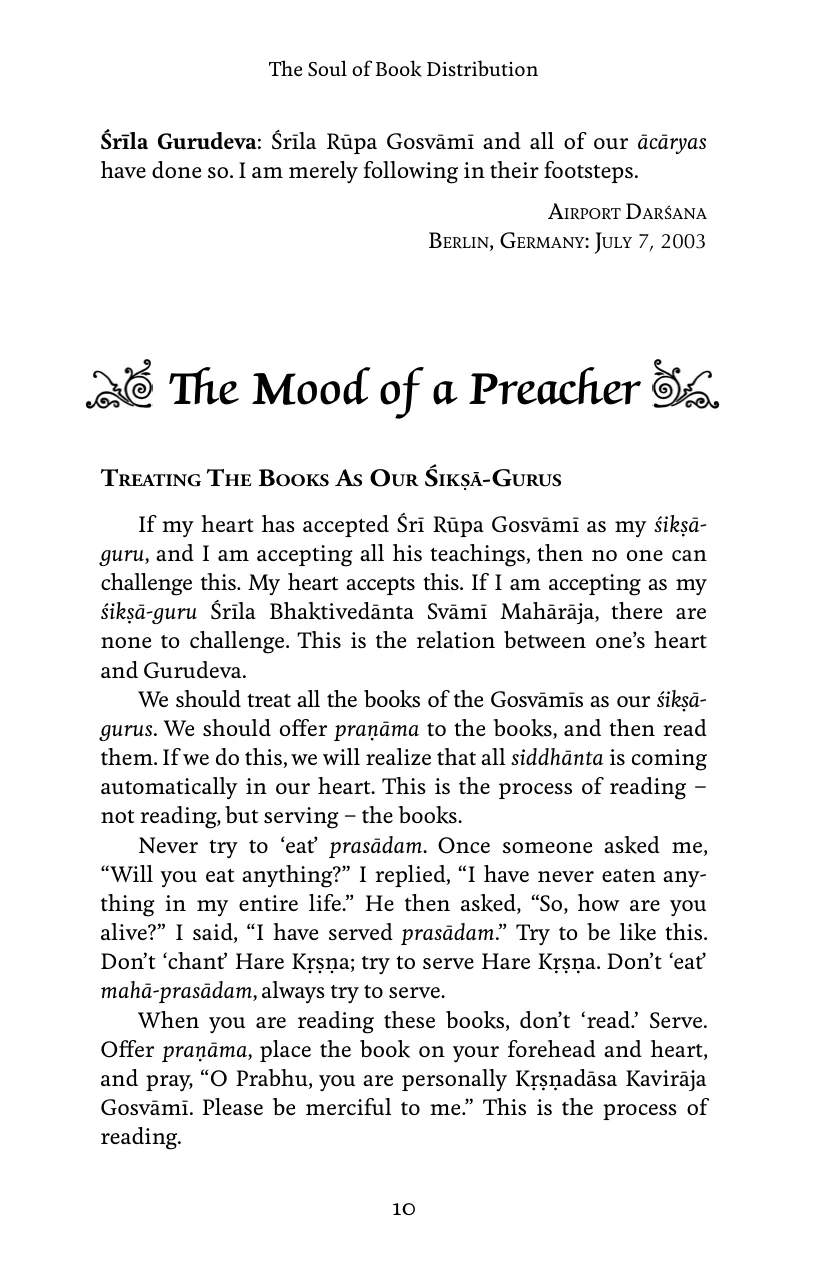 The Soul of Book Distribution
Śrīla Gurudeva: Śrīla Rūpa Gosvāmī and all of our ācāryas
have done so. I am merely following in their footsteps.
Airport Darśana
Berlin, Germany: July 7, 2003
The Mood of a Preacher
Treating The Books As Our Śikṣā-Gurus
If my heart has accepted Śrī Rūpa Gosvāmī as my śikṣā-
guru, and I am accepting all his teachings, then no one can
challenge this. My heart accepts this. If I am accepting as my
śikṣā-guru Śrīla Bhaktivedānta Svāmī Mahārāja, there are
none to challenge. This is the relation between one’s heart
and Gurudeva.
We should treat all the books of the Gosvāmīs as our śikṣā-
gurus. We should offer praṇāma to the books, and then read
them. If we do this, we will realize that all siddhānta is coming
automatically in our heart. This is the process of reading –
not reading, but serving – the books.
Never try to ‘eat’ prasādam. Once someone asked me,
“Will you eat anything?” I replied, “I have never eaten any-
thing in my entire life.” He then asked, “So, how are you
alive?” I said, “I have served prasādam.” Try to be like this.
Don’t ‘chant’ Hare Kṛṣṇa; try to serve Hare Kṛṣṇa. Don’t ‘eat’
mahā-prasādam, always try to serve.
When you are reading these books, don’t ‘read.’ Serve.
Offer praṇāma, place the book on your forehead and heart,
and pray, “O Prabhu, you are personally Kṛṣṇadāsa Kavirāja
Gosvāmī. Please be merciful to me.” This is the process of
reading.
10